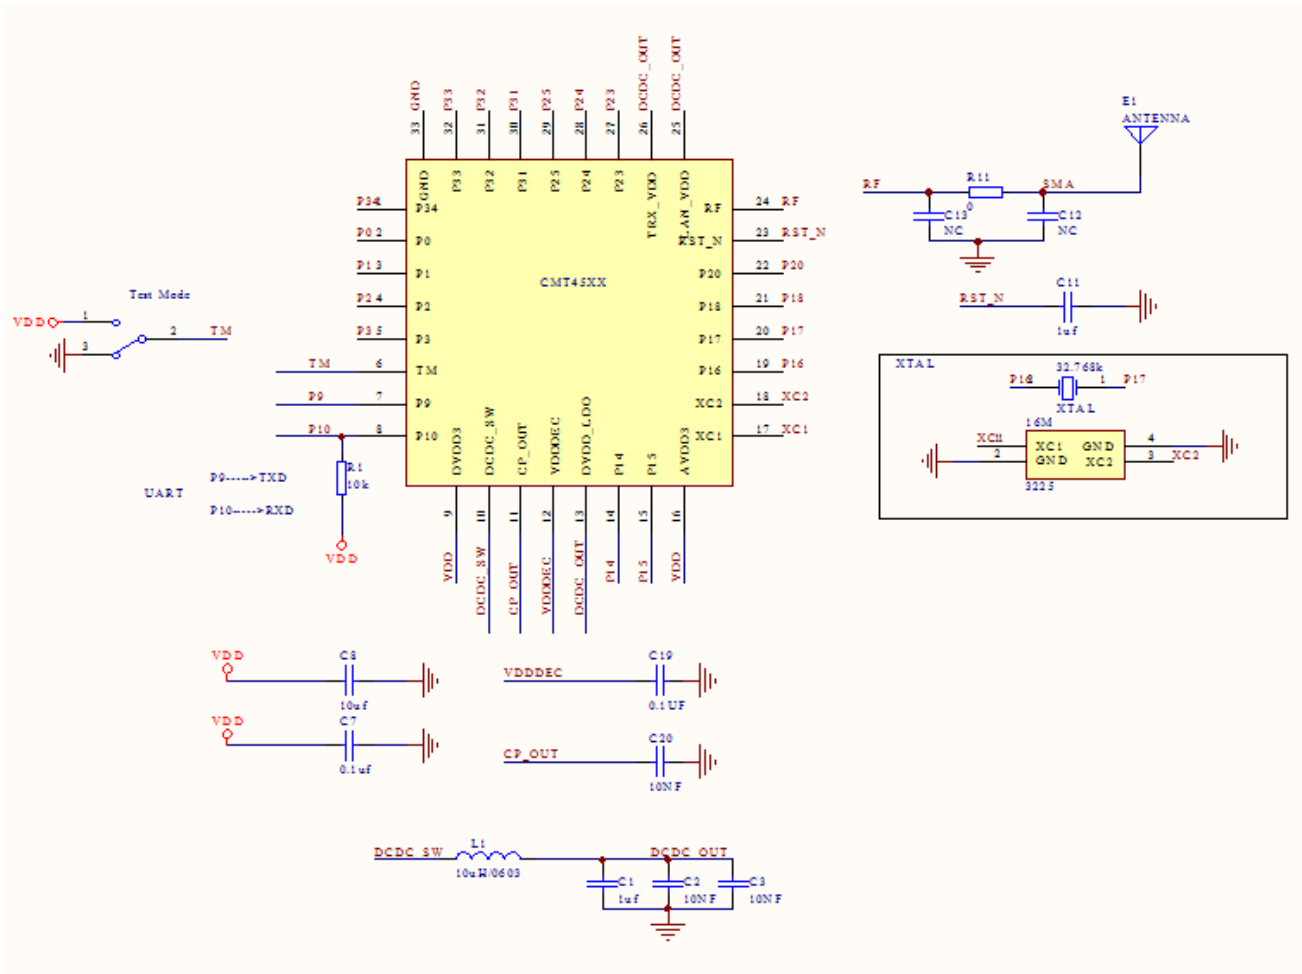 GND P33 P32 P31 P25 P24 P23 DCDC_OUT DCDC_OUT
33 32 31 30 29 28 27 26 25
GND P33 P32 P31 P25 P24 P23 TRX_VDD LAN_VDD
CMT45XX
P34 1 P34
P0 2 P0
P1 3 P1
P2 4 P2
P3 5 P3
TM 6 TM
P9 7 P9
P10 8 P10
RF 24 RF
RST_N 23 RST_N
P20 22 P20
P18 21 P18
P17 20 P17
P16 19 P16
XC2 18 XC2
XC1 17 XC1
DVDD3 DCDC_SW CP_OUT VDDDEC DVDD_LDO P14 P15 AVDD3
9 10 11 12 13 14 15 16
VDD DCDC_SW CP_OUT VDDDEC DCDC_OUT P14 P15 VDD
Test Mode
VDD 1
2 TM
3
R1
10k
VDD
UART
P9---->TXD
P10---->RXD
E1
ANTENNA
RF R11 SMA
0
C13
NC
C12
NC
RST_N C11
1uf
XTAL
32.768k
P16 2 1 P17
XTAL
16M
XC1 1 XC1 GND 4
2 GND XC2 3 XC2
3225
VDD C8
10uf
VDD C7
0.1uf
VDDDEC C19
0.1UF
CP_OUT C20
10NF
DCDC_SW L1 DCDC_OUT
10uH/0603
C1 C2 C3
1uf 10NF 10NF